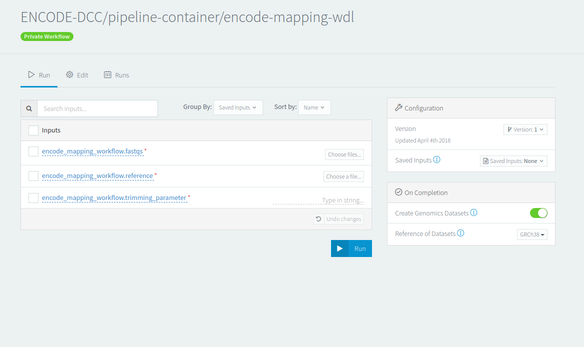 ENCODE-DCC/pipeline-container/encode-mapping-wdl
Private Workflow
Run Edit Runs
Search inputs...
Group By: Saved Inputs Sort by: Name
Inputs
encode_mapping_workflow.fastqs * Choose files...
encode_mapping_workflow.reference * Choose a file...
encode_mapping_workflow.trimming_parameter * Type in string...
Undo changes
Run
Configuration
Version Version: 1
Updated April 4th 2018
Saved Inputs Saved Inputs: None
On Completion
Create Genomics Datasets
Reference of Datasets GRCh38